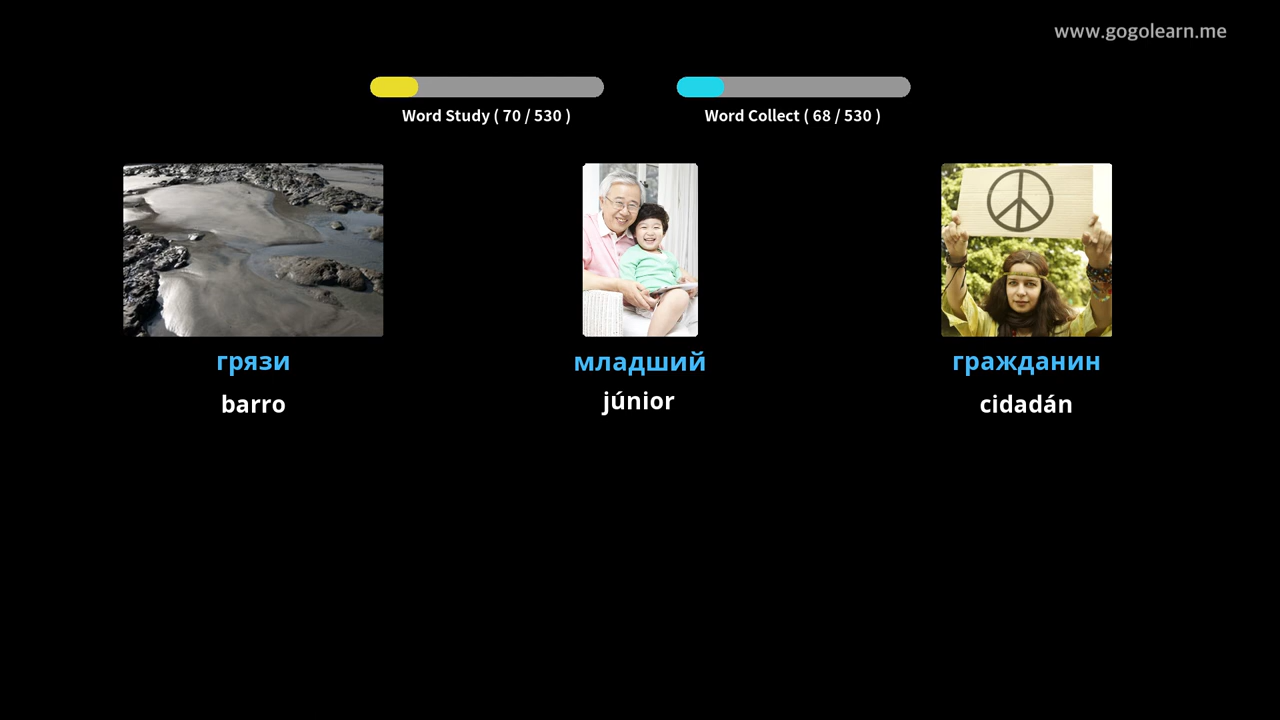 www.gogolearn.me
Word Study ( 70 / 530 )
Word Collect ( 68 / 530 )
грязи
младший
гражданин
barro
júnior
cidadán